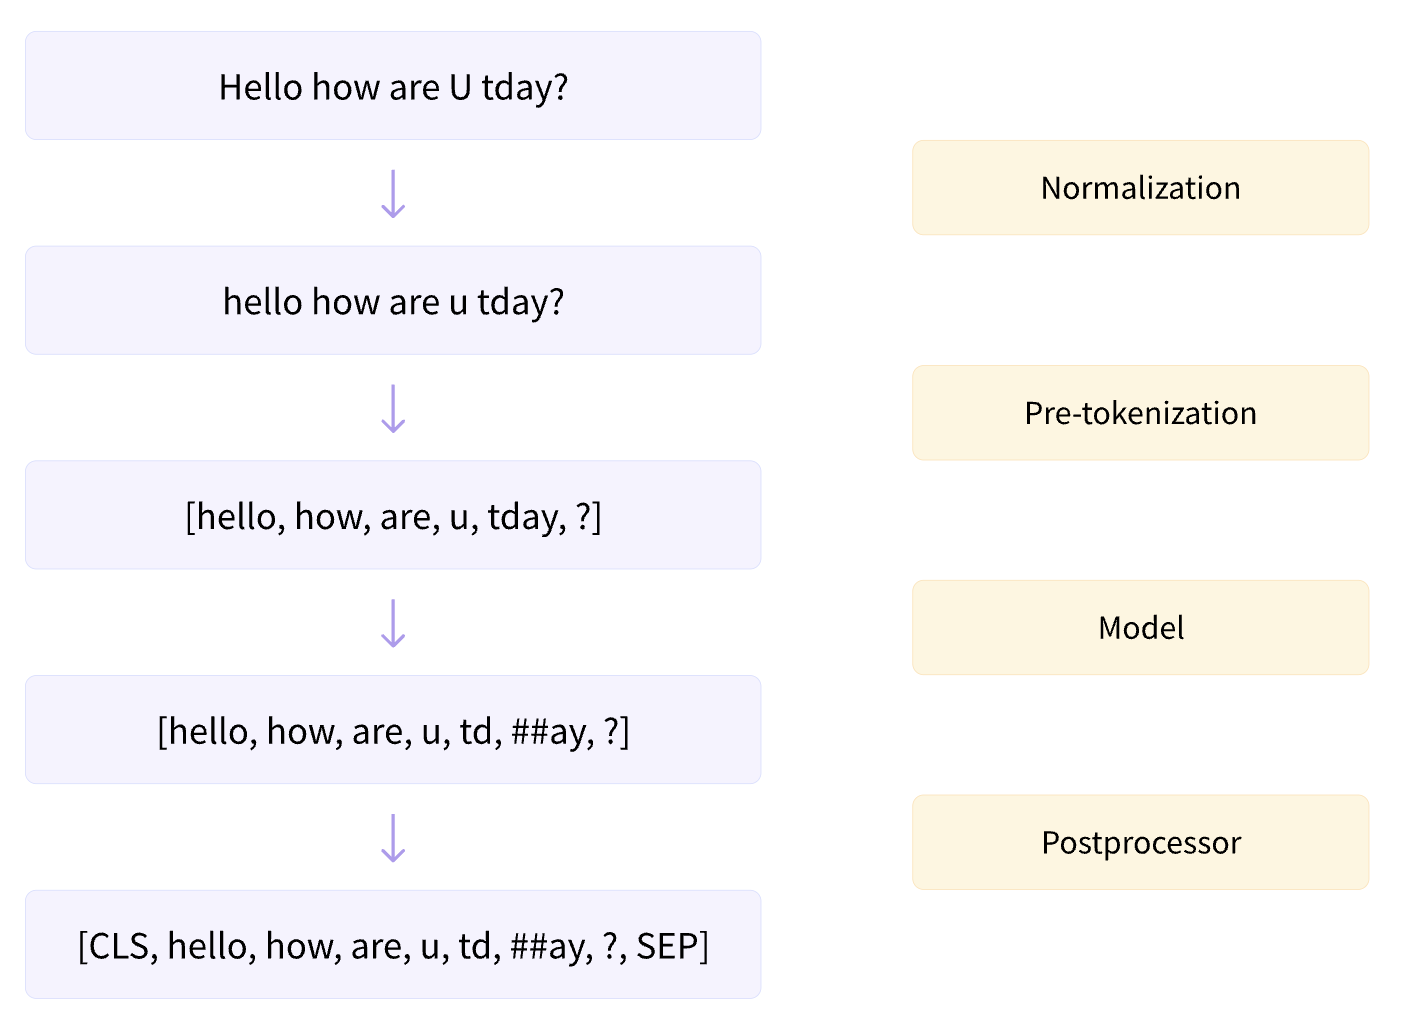 Hello how are U tday?
Normalization
hello how are u tday?
Pre-tokenization
[hello, how, are, u, tday, ?]
Model
[hello, how, are, u, td, ##ay, ?]
Postprocessor
[CLS, hello, how, are, u, td, ##ay, ?, SEP]